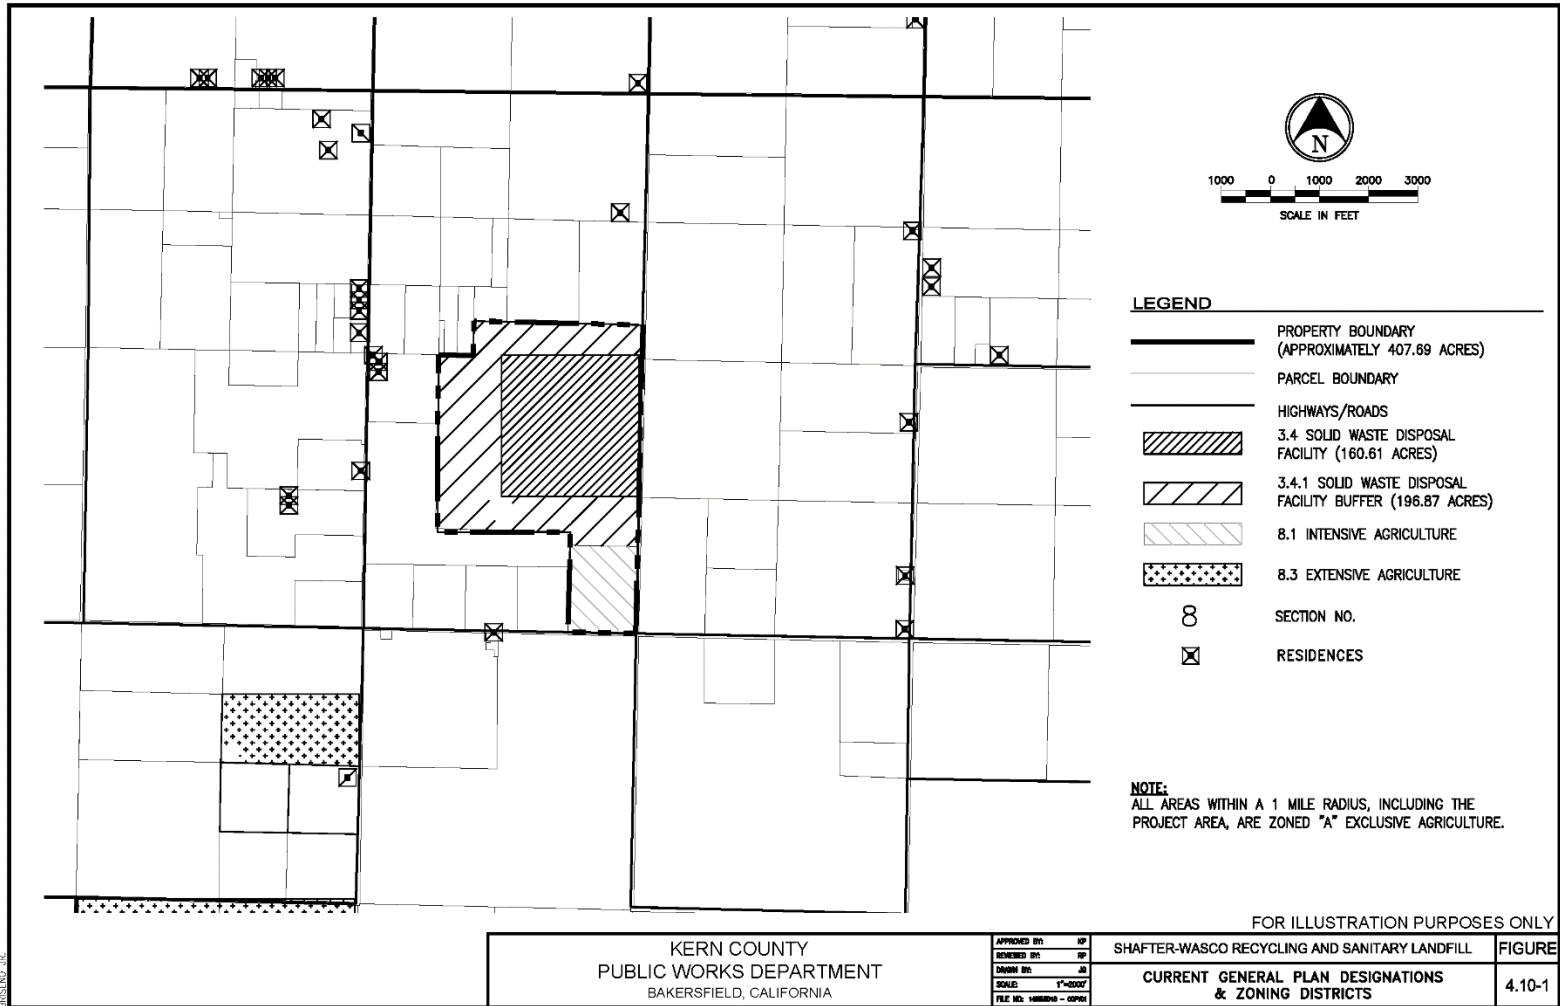 N
1000 0 1000 2000 3000
SCALE IN FEET
LEGEND
PROPERTY BOUNDARY
(APPROXIMATELY 407.69 ACRES)
PARCEL BOUNDARY
HIGHWAYS/ROADS
3.4 SOLID WASTE DISPOSAL
FACILITY (160.61 ACRES)
3.4.1 SOLID WASTE DISPOSAL
FACILITY BUFFER (196.87 ACRES)
8.1 INTENSIVE AGRICULTURE
8.3 EXTENSIVE AGRICULTURE
8 SECTION NO.
RESIDENCES
NOTE:
ALL AREAS WITHIN A 1 MILE RADIUS, INCLUDING THE
PROJECT AREA, ARE ZONED "A" EXCLUSIVE AGRICULTURE.
FOR ILLUSTRATION PURPOSES ONLY
KERN COUNTY
PUBLIC WORKS DEPARTMENT
BAKERSFIELD, CALIFORNIA
APPROVED BY: KP
REVIEWED BY: RP
DRAWN BY: JG
SCALE: 1"=2000'
FILE NO:
SHAFTER-WASCO RECYCLING AND SANITARY LANDFILL
CURRENT GENERAL PLAN DESIGNATIONS
& ZONING DISTRICTS
FIGURE
4.10-1